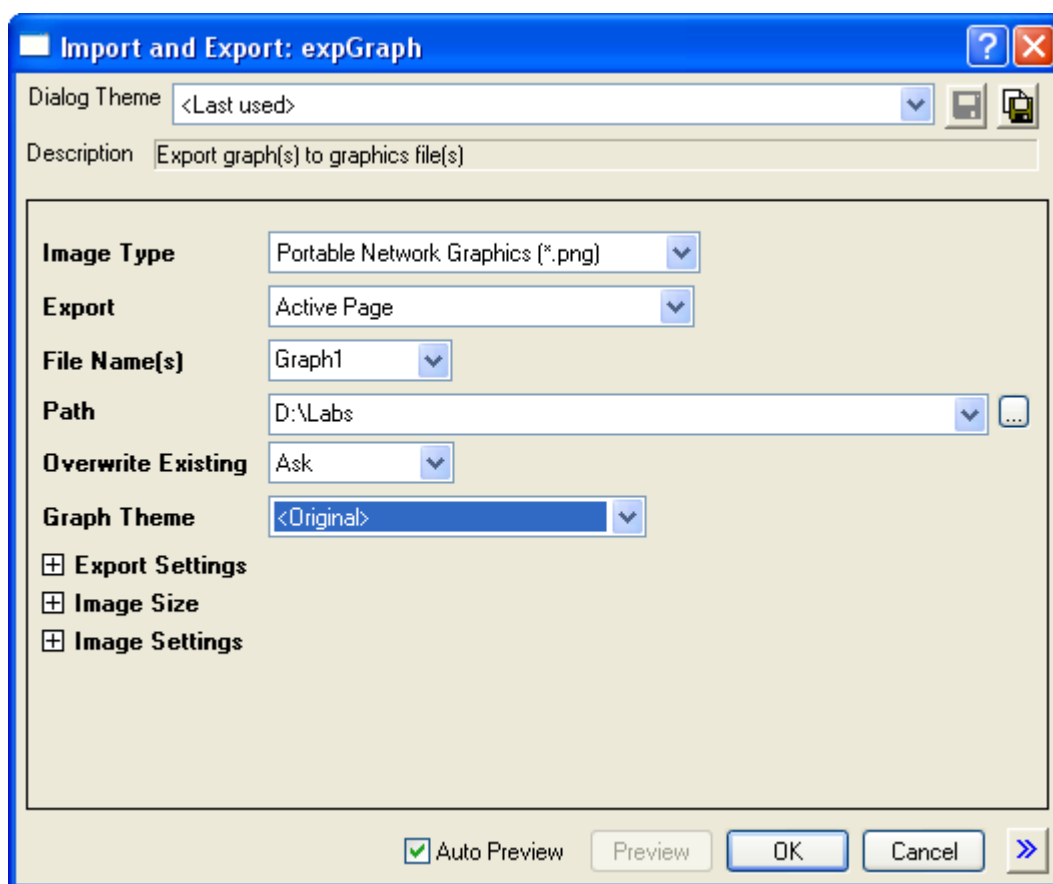 Import and Export: expGraph
Dialog Theme <Last used>
Description Export graph(s) to graphics file(s)
Image Type Portable Network Graphics (*.png)
Export Active Page
File Name(s) Graph1
Path D:\Labs ...
Overwrite Existing Ask
Graph Theme <Original>
Export Settings
Image Size
Image Settings
Auto Preview Preview OK Cancel